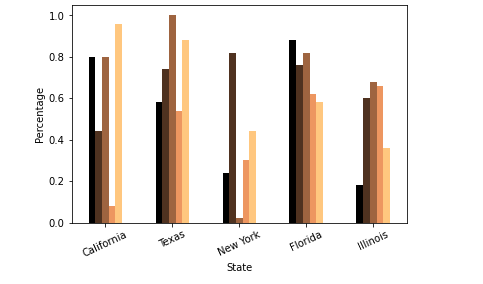 1.0
0.8
0.6
0.4
0.2
0.0
Percentage
California
Texas
New York
Florida
Illinois
State